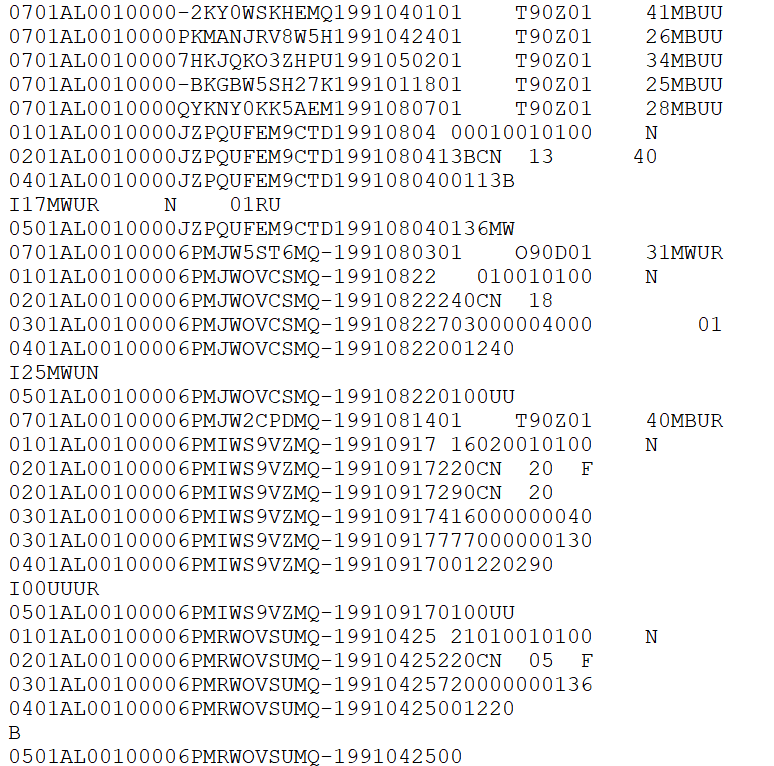 0701AL0010000-2KY0WSKHEMQ1991040101    T90Z01    41MBUU
0701AL0010000PKMANJRV8W5H1991042401    T90Z01    26MBUU
0701AL00100007HKJQKO3ZHPU1991050201    T90Z01    34MBUU
0701AL0010000-BKGBW5SH27K1991011801    T90Z01    25MBUU
0701AL0010000QYKNY0KK5AEM1991080701    T90Z01    28MBUU
0101AL0010000JZPQUFEM9CTD19910804 00010010100    N
0201AL0010000JZPQUFEM9CTD1991080413BCN  13      40
0401AL0010000JZPQUFEM9CTD1991080400113B
I17MWUR     N    01RU
0501AL0010000JZPQUFEM9CTD199108040136MW
0701AL00100006PMJW5ST6MQ-1991080301    O90D01    31MWUR
0101AL00100006PMJWOVCSMQ-19910822   010010100    N
0201AL00100006PMJWOVCSMQ-19910822240CN  18
0301AL00100006PMJWOVCSMQ-19910822703000004000        01
0401AL00100006PMJWOVCSMQ-19910822001240
I25MWUN
0501AL00100006PMJWOVCSMQ-199108220100UU
0701AL00100006PMJW2CPDMQ-1991081401    T90Z01    40MBUR
0101AL00100006PMIWS9VZMQ-19910917 16020010100    N
0201AL00100006PMIWS9VZMQ-19910917220CN  20  F
0201AL00100006PMIWS9VZMQ-19910917290CN  20
0301AL00100006PMIWS9VZMQ-19910917416000000040
0301AL00100006PMIWS9VZMQ-19910917777000000130
0401AL00100006PMIWS9VZMQ-19910917001220290
I00UUUR
0501AL00100006PMIWS9VZMQ-199109170100UU
0101AL00100006PMRWOVSUMQ-19910425 21010010100    N
0201AL00100006PMRWOVSUMQ-19910425220CN  05  F
0301AL00100006PMRWOVSUMQ-19910425720000000136
0401AL00100006PMRWOVSUMQ-19910425001220
B
0501AL00100006PMRWOVSUMQ-1991042500